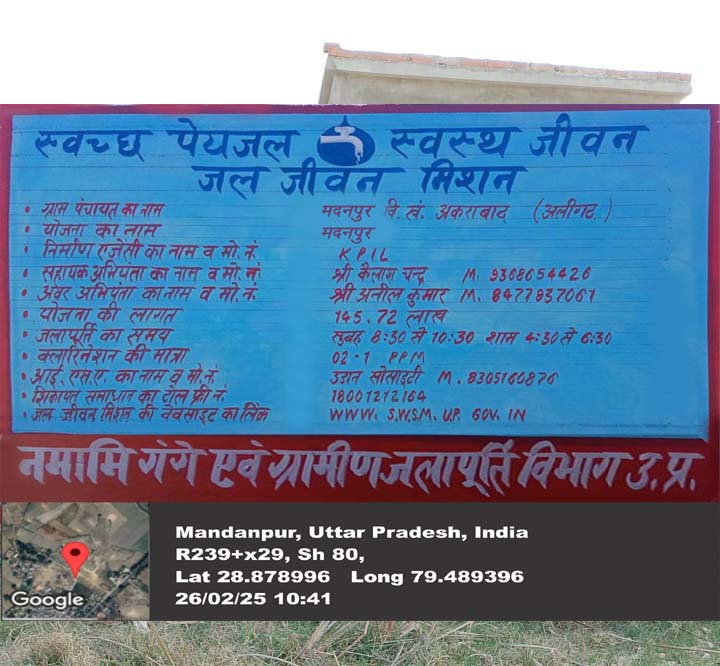 स्वच्छ पेयजल स्वस्थ जीवन
जल जीवन मिशन
• ग्राम पंचायत का नाम मदनपुर वि. खं. अकराबाद (अलीगढ़)
• योजना का नाम मदनपुर
• निर्माण एजेंसी का नाम व मो. नं. KPIL
• सहायक अभियंता का नाम व मो. नं. श्री कैलाश चन्द्र M. 9308654426
• अवर अभियंता का नाम व मो. नं. श्री अनील कुमार M. 8477937061
• योजना की लागत 145.72 लाख
• जलापूर्ति का समय सुबह 8:30 से 10:30 शाम 4:30 से 6:30
• क्लोरिनेशन की मात्रा 02-1 PPM
• आई. एस. ए. का नाम व मो. नं. उडान सोसाइटी M. 8305160876
• शिकायत समाधान का टोल फ्री नं. 18001212164
• जल जीवन मिशन की वेबसाइट का लिंक WWW. SWSM. UP. GOV. IN
नमामि गंगे एवं ग्रामीण जलापूर्ति विभाग उ.प्र.
Mandanpur, Uttar Pradesh, India
R239+x29, Sh 80,
Lat 28.878996 Long 79.489396
26/02/25 10:41
Google